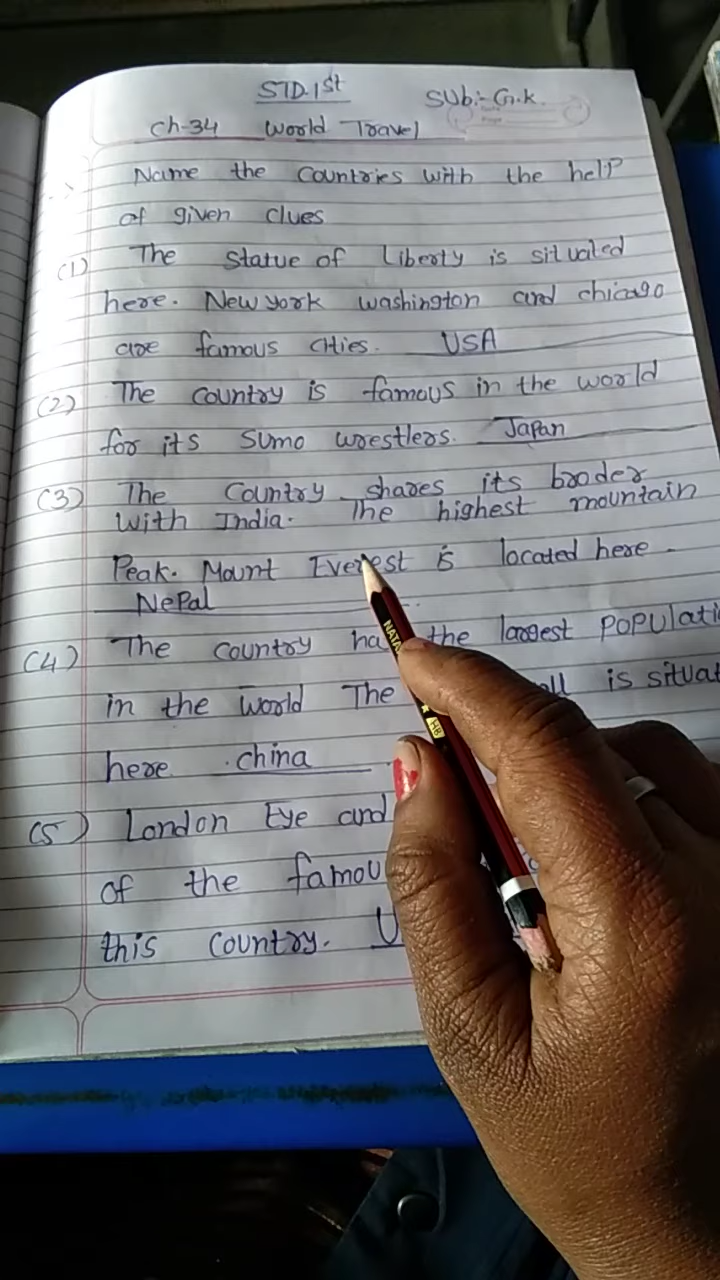 STD.1st
SUb:- G.k.
Ch-34 World Travel
Name the Countries with the help
of given clues
(1) The Statue of Liberty is situated
here. New york washington and chicago
are famous cities. USA
(2) The country is famous in the world
for its Sumo wrestlers. Japan
(3) The Country shares its broder
with India. The highest mountain
Peak. Mount Everest is located here.
NePal
(4) The country ha the largest populati
in the world The ll is situat
here china
(5) London Eye and
of the famou
this country. U